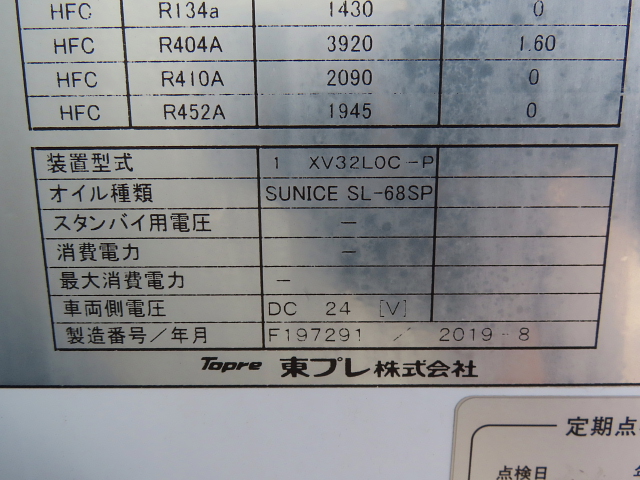 HFC R134a 1430 0
HFC R404A 3920 1.60
HFC R410A 2090 0
HFC R452A 1945 0
装置型式 1 XV32LOC-P
オイル種類 SUNICE SL-68SP
スタンバイ用電圧 －
消費電力 －
最大消費電力 －
車両側電圧 DC 24 [V]
製造番号／年月 F197291 ／ 2019-8
Topre 東プレ株式会社
定期点
点検日 年